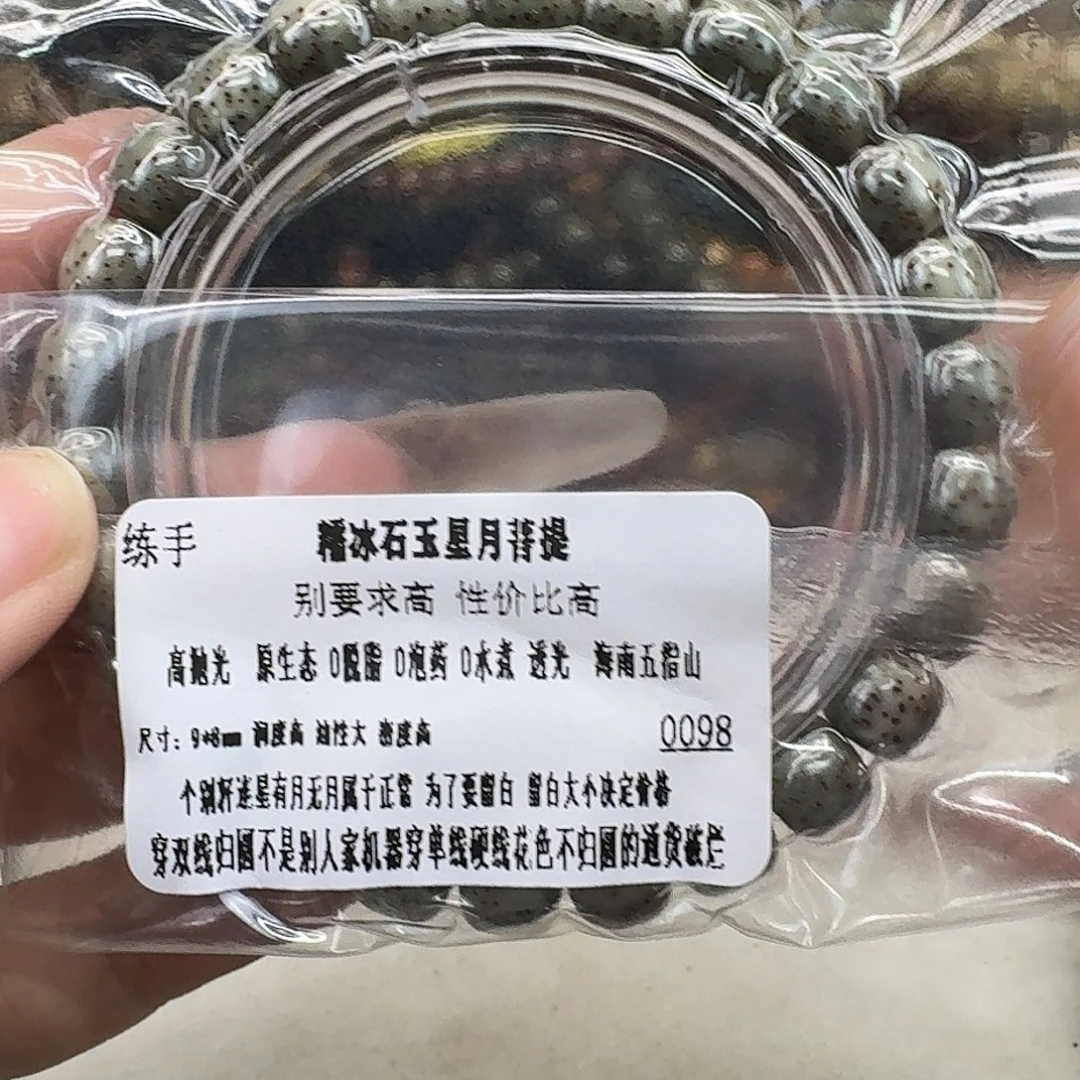 练手 糯冰石玉星月菩提
别要求高 性价比高
高抛光 原生态 0脱脂 0泡药 0水煮 透光 海南五指山
尺寸：9*8mm 润度高 油性大 密度高 0098
个别籽迷星有月无月属于正常 为了要留白 留白大小决定价格
穿双线归圆不是别人家机器穿单线硬线花色不归圆的通货破烂